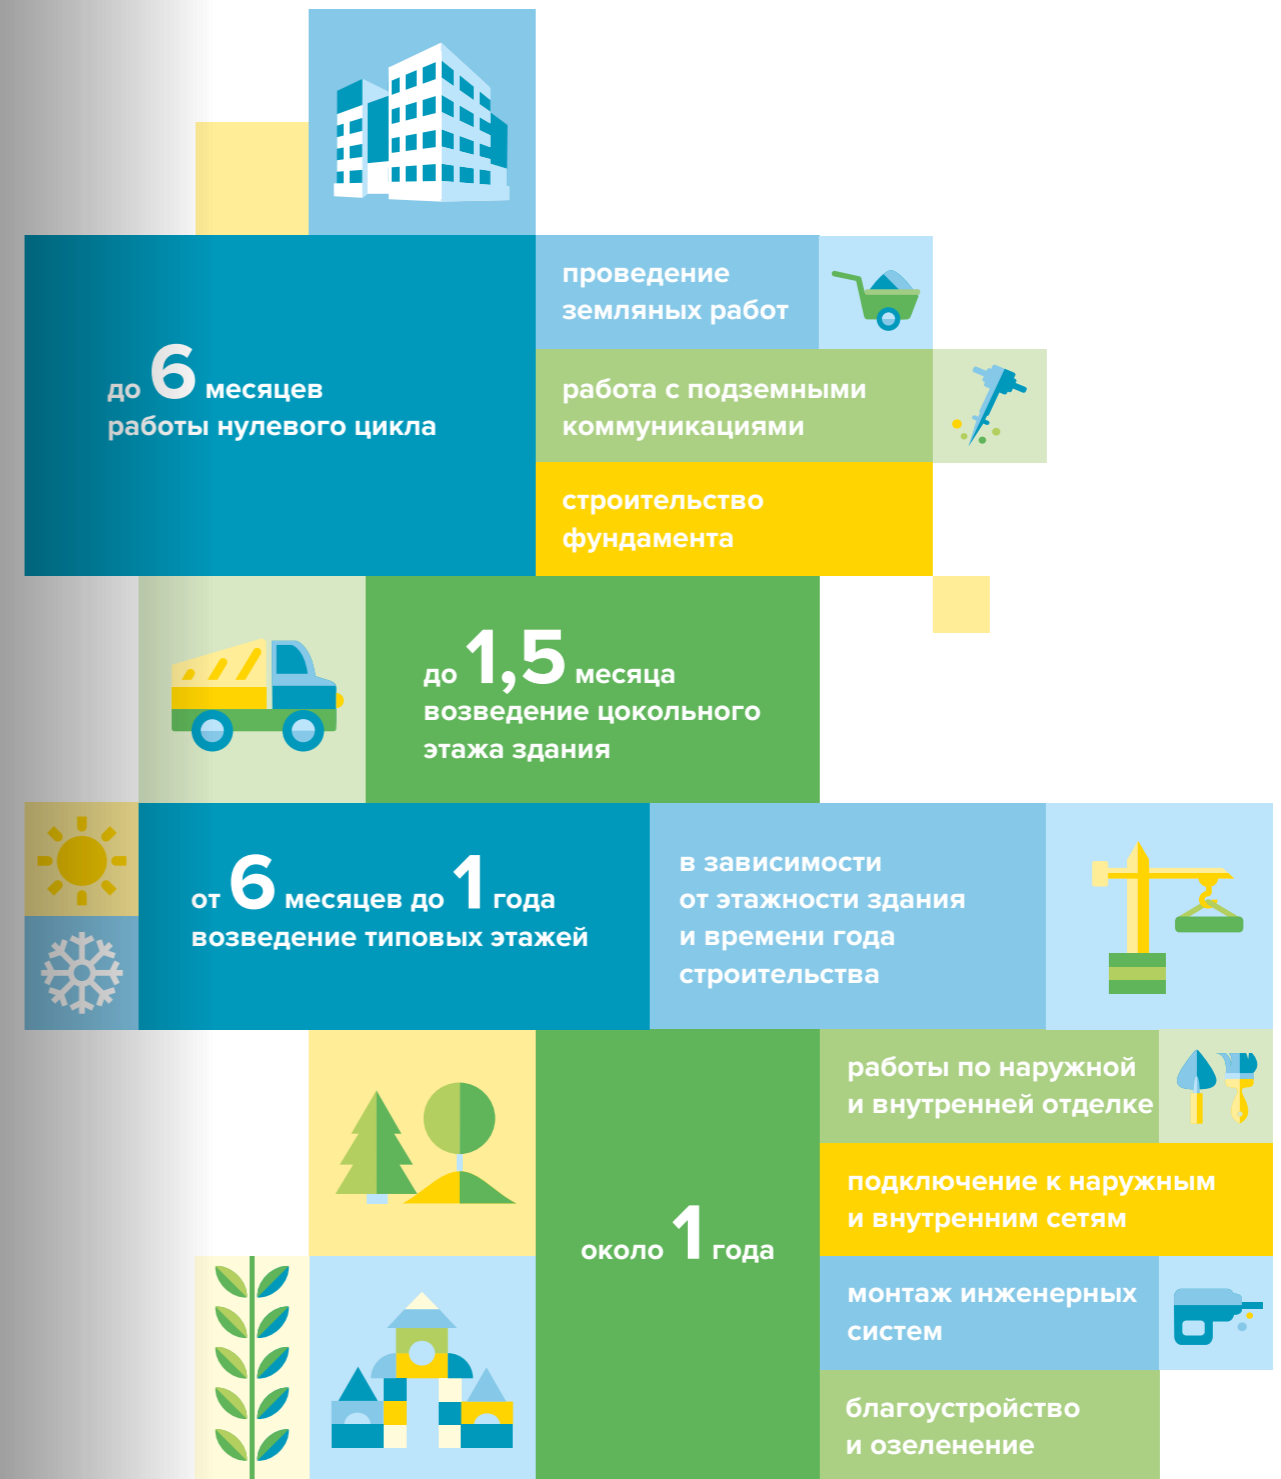 до 6 месяцев
работы нулевого цикла
проведение
земляных работ
работа с подземными
коммуникациями
строительство
фундамента
до 1,5 месяца
возведение цокольного
этажа здания
от 6 месяцев до 1 года
возведение типовых этажей
в зависимости
от этажности здания
и времени года
строительства
около 1 года
работы по наружной
и внутренней отделке
подключение к наружным
и внутренним сетям
монтаж инженерных
систем
благоустройство
и озеленение